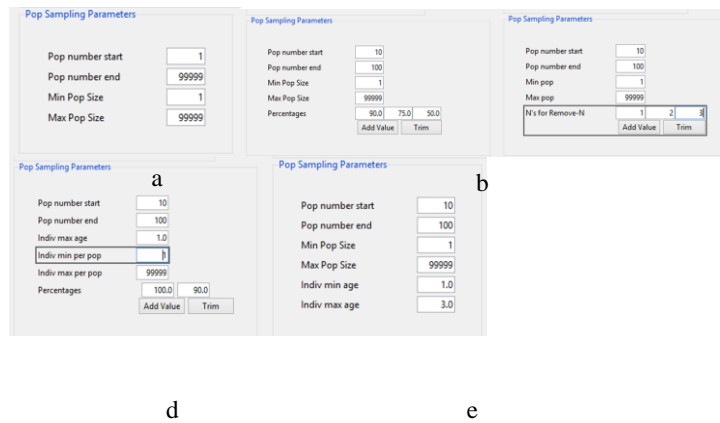 Pop Sampling Parameters
Pop number start 1
Pop number end 99999
Min Pop Size 1
Max Pop Size 99999
Pop Sampling Parameters
Pop number start 10
Pop number end 100
Min Pop Size 1
Max Pop Size 99999
Percentages 90.0 75.0 50.0
Add Value Trim
Pop Sampling Parameters
Pop number start 10
Pop number end 100
Min pop 1
Max pop 99999
N's for Remove-N 1 2 3
Add Value Trim
a
b
Pop Sampling Parameters
Pop number start 10
Pop number end 100
Indiv max age 1.0
Indiv min per pop 1
Indiv max per pop 99999
Percentages 100.0 90.0
Add Value Trim
Pop Sampling Parameters
Pop number start 10
Pop number end 100
Min Pop Size 1
Max Pop Size 99999
Indiv min age 1.0
Indiv max age 3.0
d
e